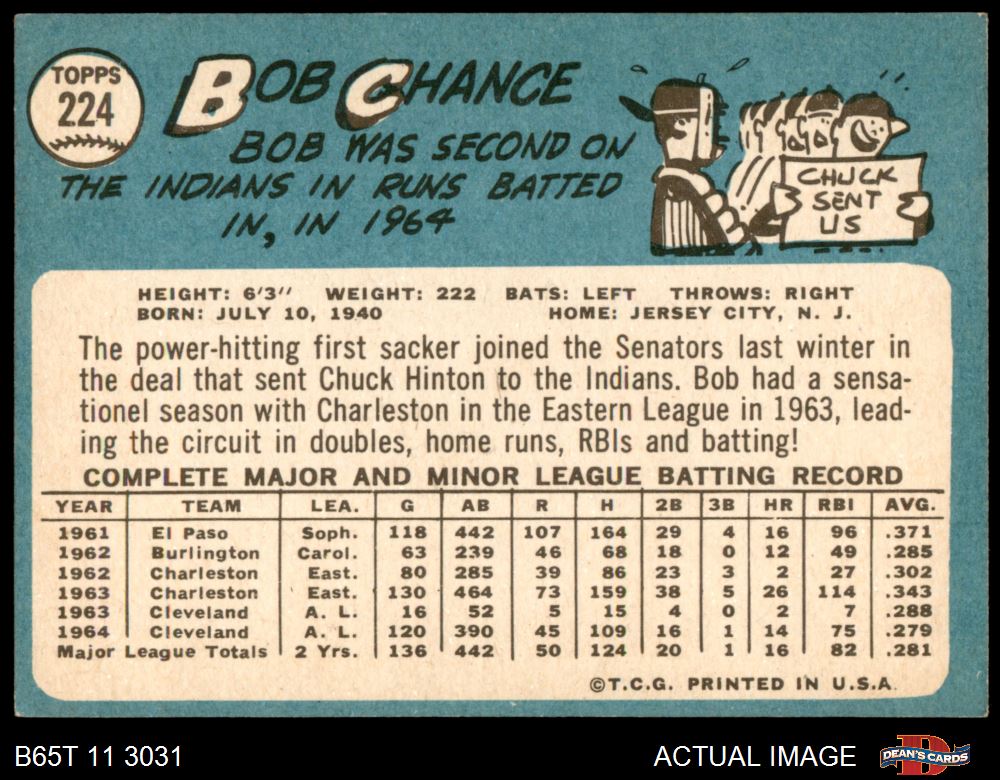 TOPPS
224
BOB CHANCE
BOB WAS SECOND ON
THE INDIANS IN RUNS BATTED
IN, IN 1964
CHUCK
SENT
US
HEIGHT: 6'3" WEIGHT: 222 BATS: LEFT THROWS: RIGHT
BORN: JULY 10, 1940 HOME: JERSEY CITY, N. J.
The power-hitting first sacker joined the Senators last winter in
the deal that sent Chuck Hinton to the Indians. Bob had a sensa-
tionel season with Charleston in the Eastern League in 1963, lead-
ing the circuit in doubles, home runs, RBIs and batting!
COMPLETE MAJOR AND MINOR LEAGUE BATTING RECORD
YEAR TEAM LEA. G AB R H 2B 3B HR RBI AVG.
1961 El Paso Soph. 118 442 107 164 29 4 16 96 .371
1962 Burlington Carol. 63 239 46 68 18 0 12 49 .285
1962 Charleston East. 80 285 39 86 23 3 2 27 .302
1963 Charleston East. 130 464 73 159 38 5 26 114 .343
1963 Cleveland A. L. 16 52 5 15 4 0 2 7 .288
1964 Cleveland A. L. 120 390 45 109 16 1 14 75 .279
Major League Totals 2 Yrs. 136 442 50 124 20 1 16 82 .281
©T.C.G. PRINTED IN U.S.A.
B65T 11 3031 ACTUAL IMAGE DEAN'S CARDS